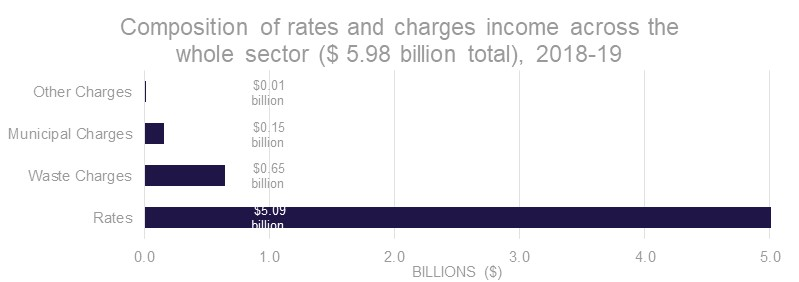 Composition of rates and charges income across the
whole sector ($ 5.98 billion total), 2018-19
Other Charges
$0.01
billion
Municipal Charges
$0.15
billion
Waste Charges
$0.65
billion
Rates
$5.09
billion
0.0 1.0 2.0 3.0 4.0 5.0
BILLIONS ($)